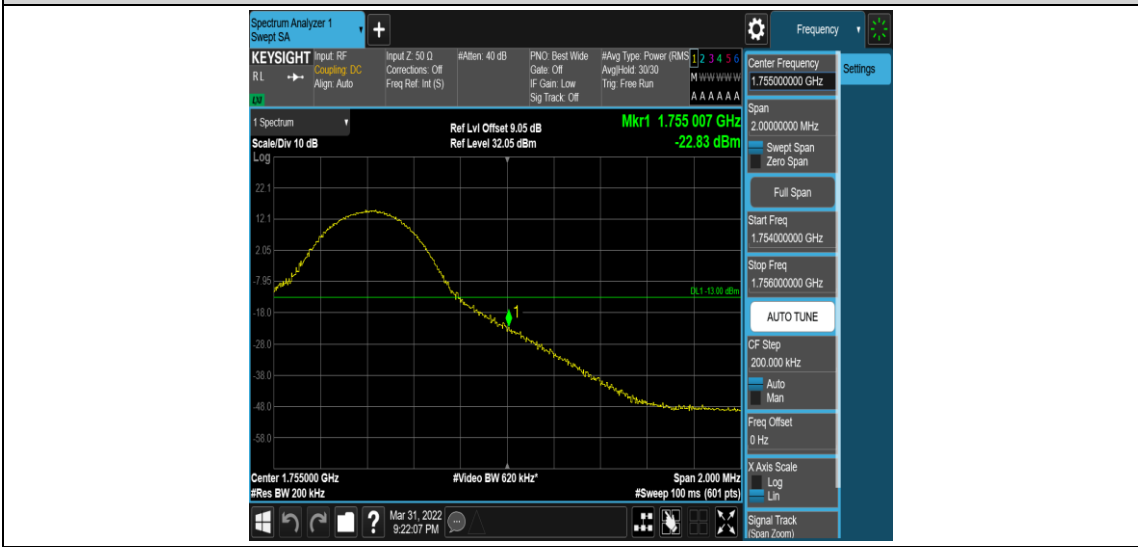 Spectrum Analyzer 1
Swept SA
+
Frequency
KEYSIGHT
RL
LXI
Input: RF
Coupling: DC
Align: Auto
Input Z: 50 Ω
Corrections: Off
Freq Ref: Int (S)
#Atten: 40 dB
PNO: Best Wide
Gate: Off
IF Gain: Low
Sig Track: Off
#Avg Type: Power (RMS
Avg|Hold: 30/30
Trig: Free Run
1 2 3 4 5 6
M W W W W W
A A A A A A
1 Spectrum
Scale/Div 10 dB
Log
Ref Lvl Offset 9.05 dB
Ref Level 32.05 dBm
Mkr1 1.755 007 GHz
-22.83 dBm
22.1
12.1
2.05
-7.95
-18.0
-28.0
-38.0
-48.0
-58.0
DL1 -13.00 dBm
1
Center 1.755000 GHz
#Res BW 200 kHz
#Video BW 620 kHz*
Span 2.000 MHz
#Sweep 100 ms (601 pts)
?
Mar 31, 2022
9:22:07 PM
Center Frequency
1.755000000 GHz
Settings
Span
2.00000000 MHz
Swept Span
Zero Span
Full Span
Start Freq
1.754000000 GHz
Stop Freq
1.756000000 GHz
AUTO TUNE
CF Step
200.000 kHz
Auto
Man
Freq Offset
0 Hz
X Axis Scale
Log
Lin
Signal Track
(Span Zoom)